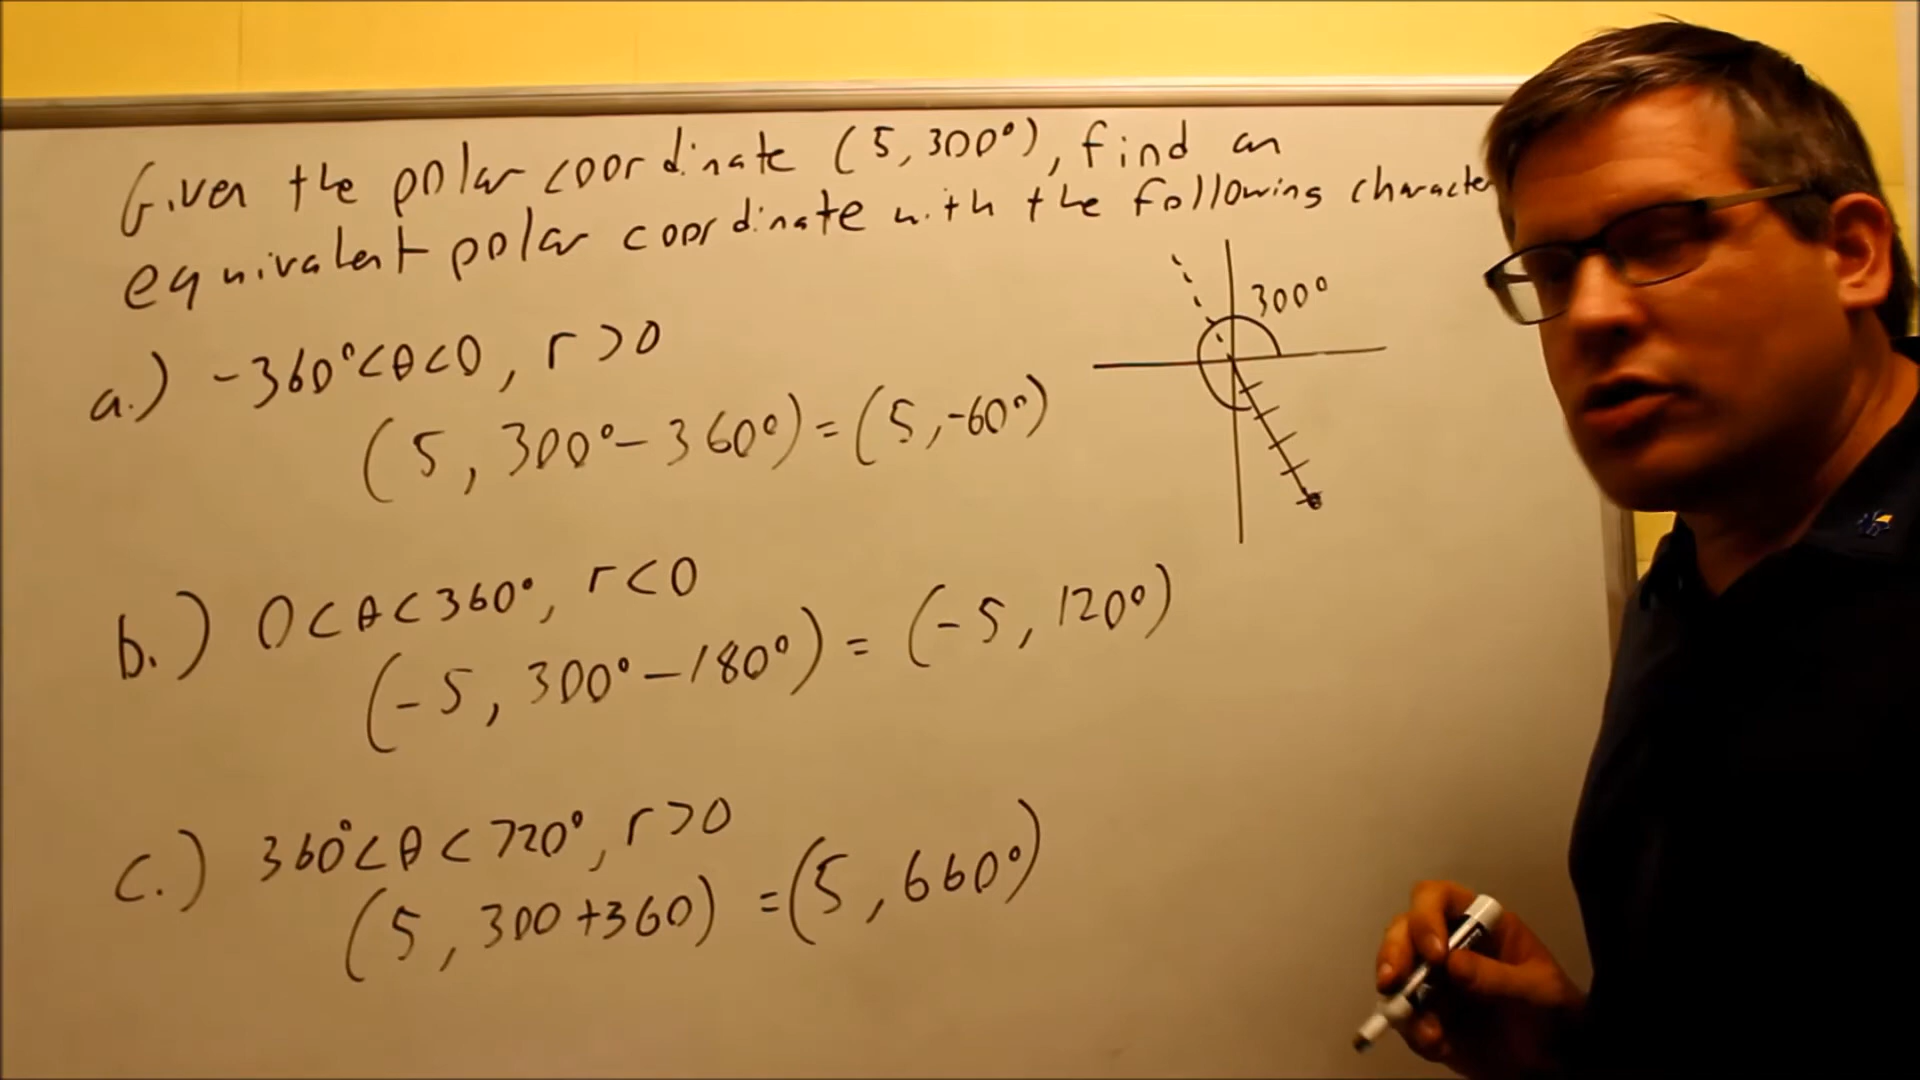 Given the polar coordinate (5, 300°), find an
equivalent polar coordinate with the following character
300°
a.) -360°<θ<0, r>0
(5, 300°-360°)=(5,-60°)
b.) 0<θ<360°, r<0
(-5, 300°-180°) = (-5, 120°)
c.) 360°<θ<720°, r>0
(5, 300+360) =(5, 660°)